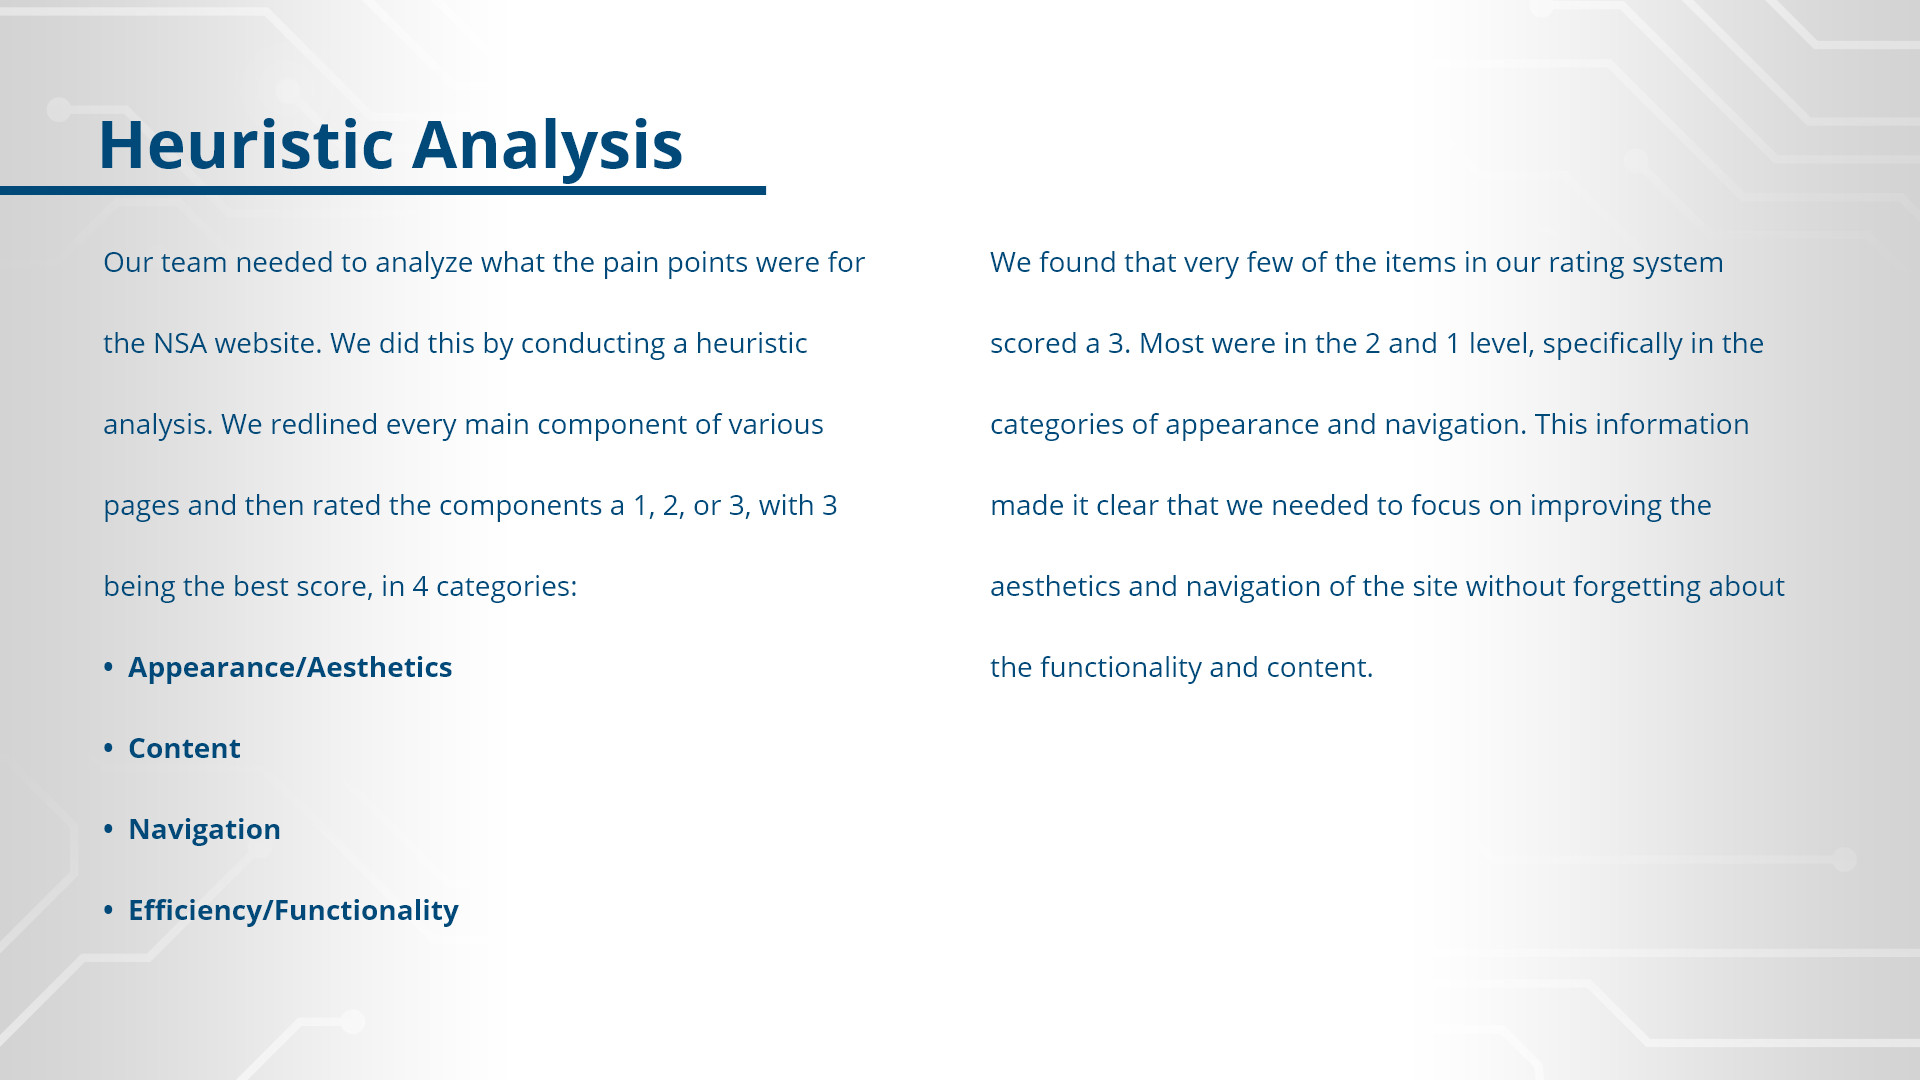 Heuristic Analysis
Our team needed to analyze what the pain points were for
the NSA website. We did this by conducting a heuristic
analysis. We redlined every main component of various
pages and then rated the components a 1, 2, or 3, with 3
being the best score, in 4 categories:
• Appearance/Aesthetics
• Content
• Navigation
• Efficiency/Functionality
We found that very few of the items in our rating system
scored a 3. Most were in the 2 and 1 level, specifically in the
categories of appearance and navigation. This information
made it clear that we needed to focus on improving the
aesthetics and navigation of the site without forgetting about
the functionality and content.